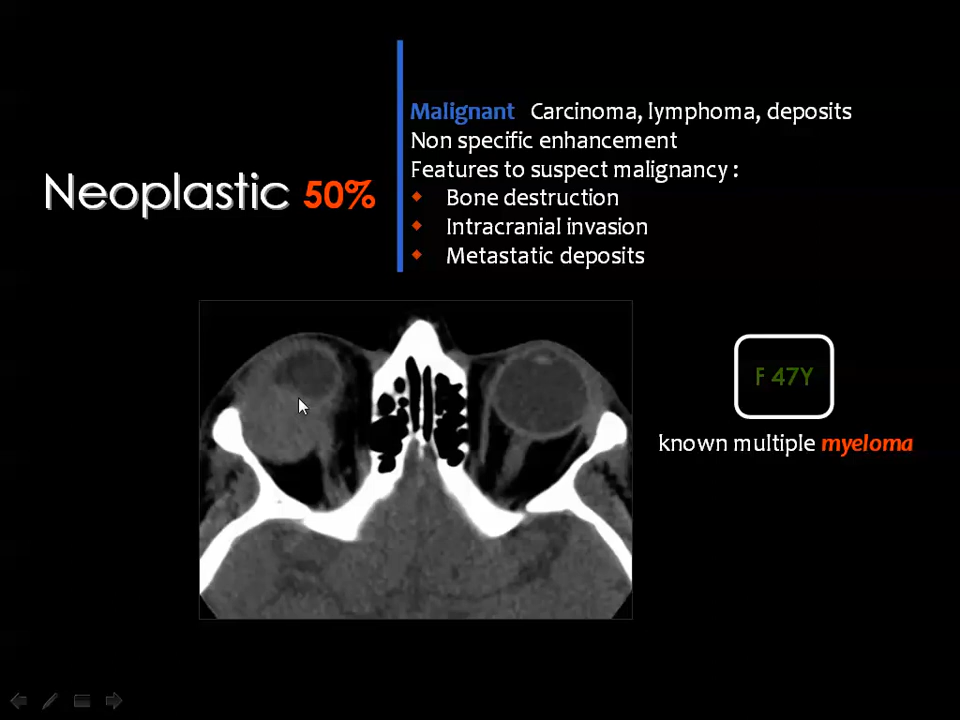 Neoplastic 50%
Malignant Carcinoma, lymphoma, deposits
Non specific enhancement
Features to suspect malignancy :
Bone destruction
Intracranial invasion
Metastatic deposits
F 47Y
known multiple myeloma